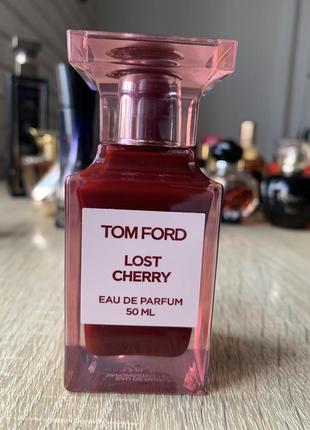 TOM FORD
LOST
CHERRY
EAU DE PARFUM
50 ML